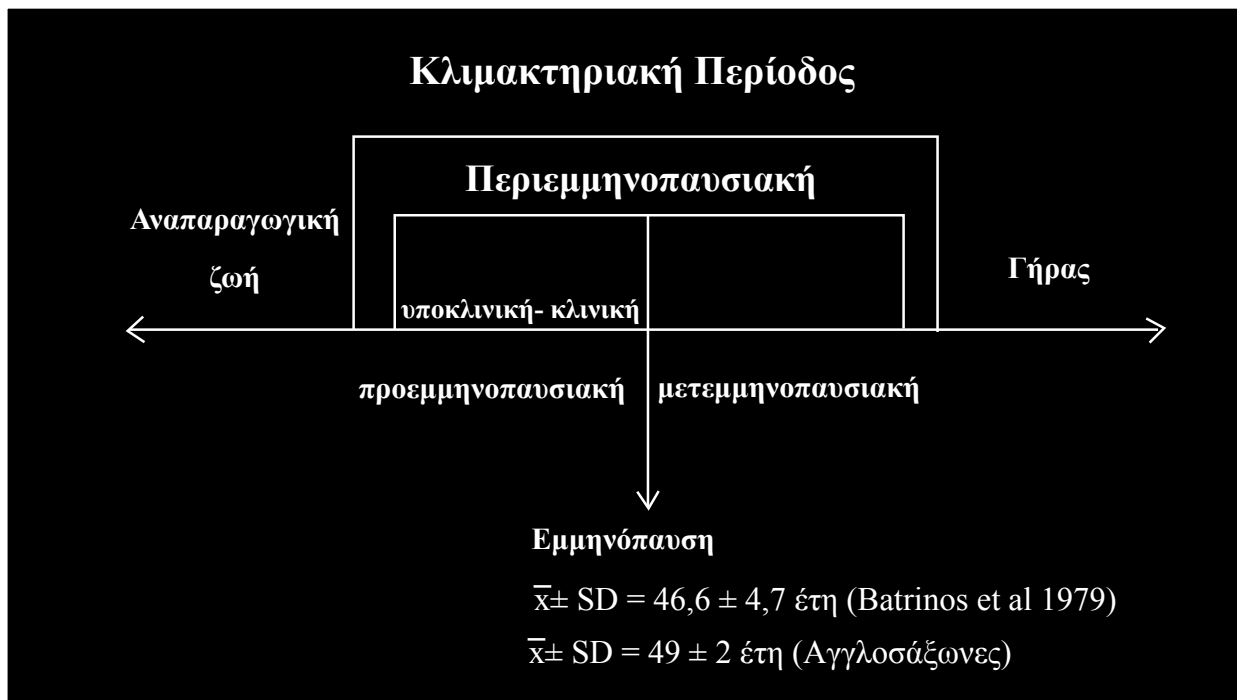 Κλιμακτηριακή Περίοδος
Περιεμμηνοπαυσιακή
Αναπαραγωγική
ζωή
Γήρας
υποκλινική- κλινική
προεμμηνοπαυσιακή
μετεμμηνοπαυσιακή
Εμμηνόπαυση
x̅± SD = 46,6 ± 4,7 έτη (Batrinos et al 1979)
x̅± SD = 49 ± 2 έτη (Αγγλοσάξωνες)